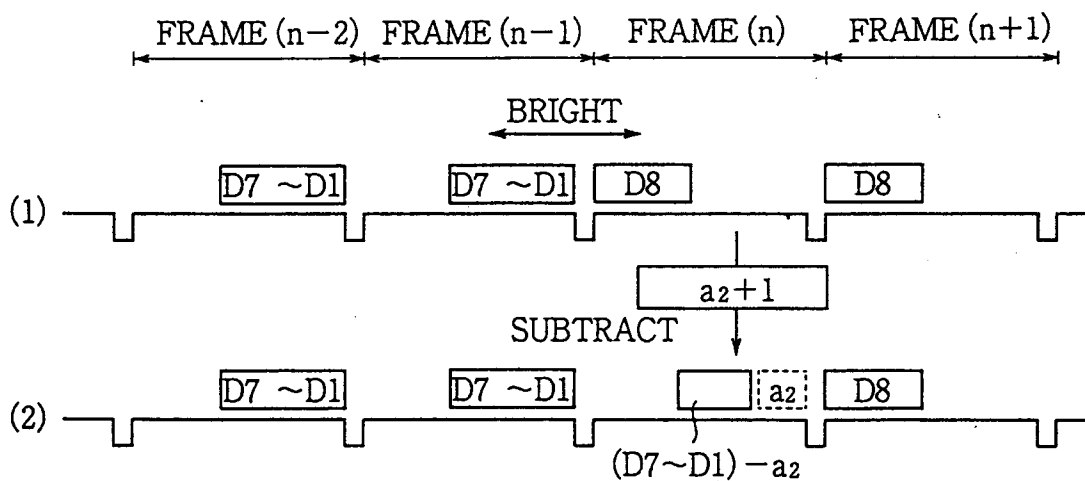 FRAME (n−2) FRAME (n−1) FRAME (n) FRAME (n+1)
BRIGHT
(1) D7 ~D1 D7 ~D1 D8 D8
a2+1
SUBTRACT
(2) D7 ~D1 D7 ~D1 a2 D8
(D7~D1) −a2